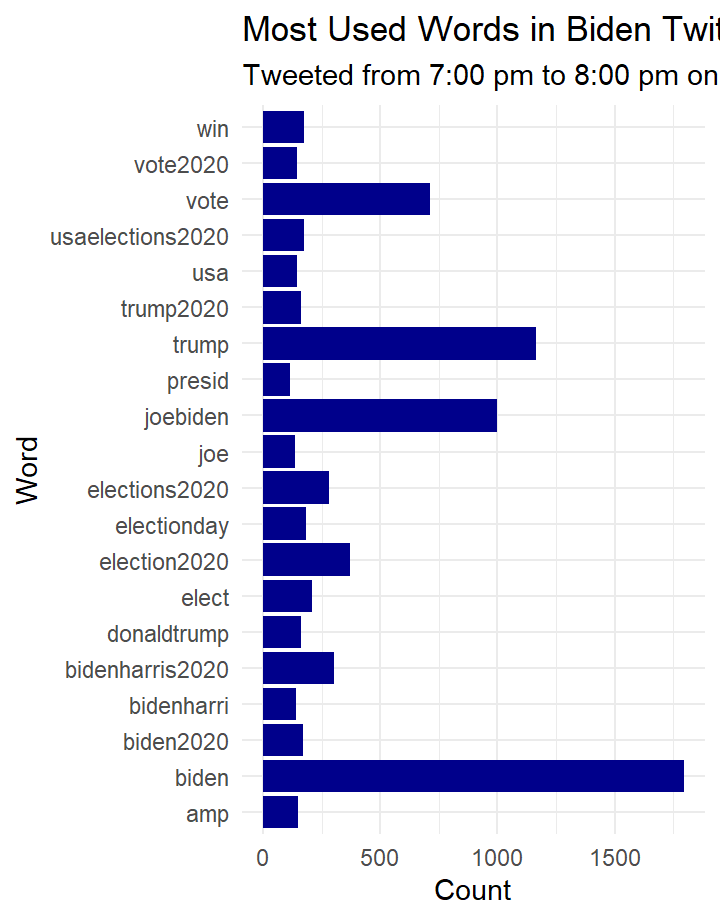 Most Used Words in Biden Twit
Tweeted from 7:00 pm to 8:00 pm on
win
vote2020
vote
usaelections2020
usa
trump2020
trump
presid
joebiden
joe
elections2020
electionday
election2020
elect
donaldtrump
bidenharris2020
bidenharri
biden2020
biden
amp
Word
0 500 1000 1500
Count